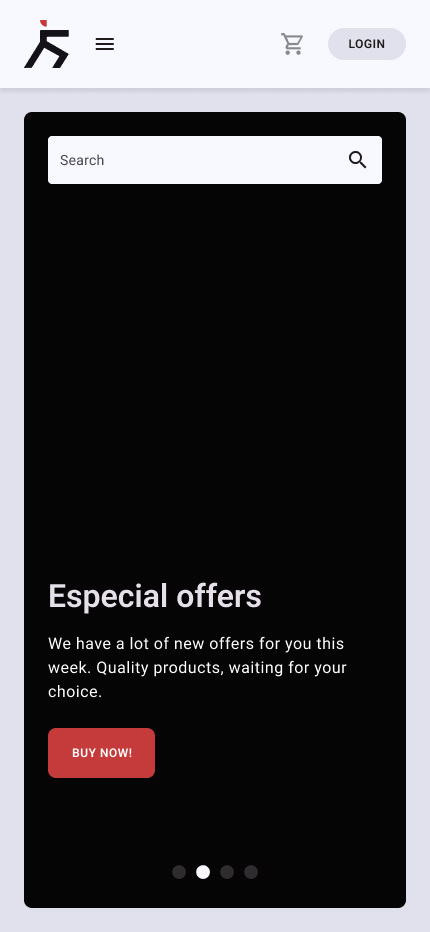 LOGIN
Search
Especial offers
We have a lot of new offers for you this
week. Quality products, waiting for your
choice.
BUY NOW!